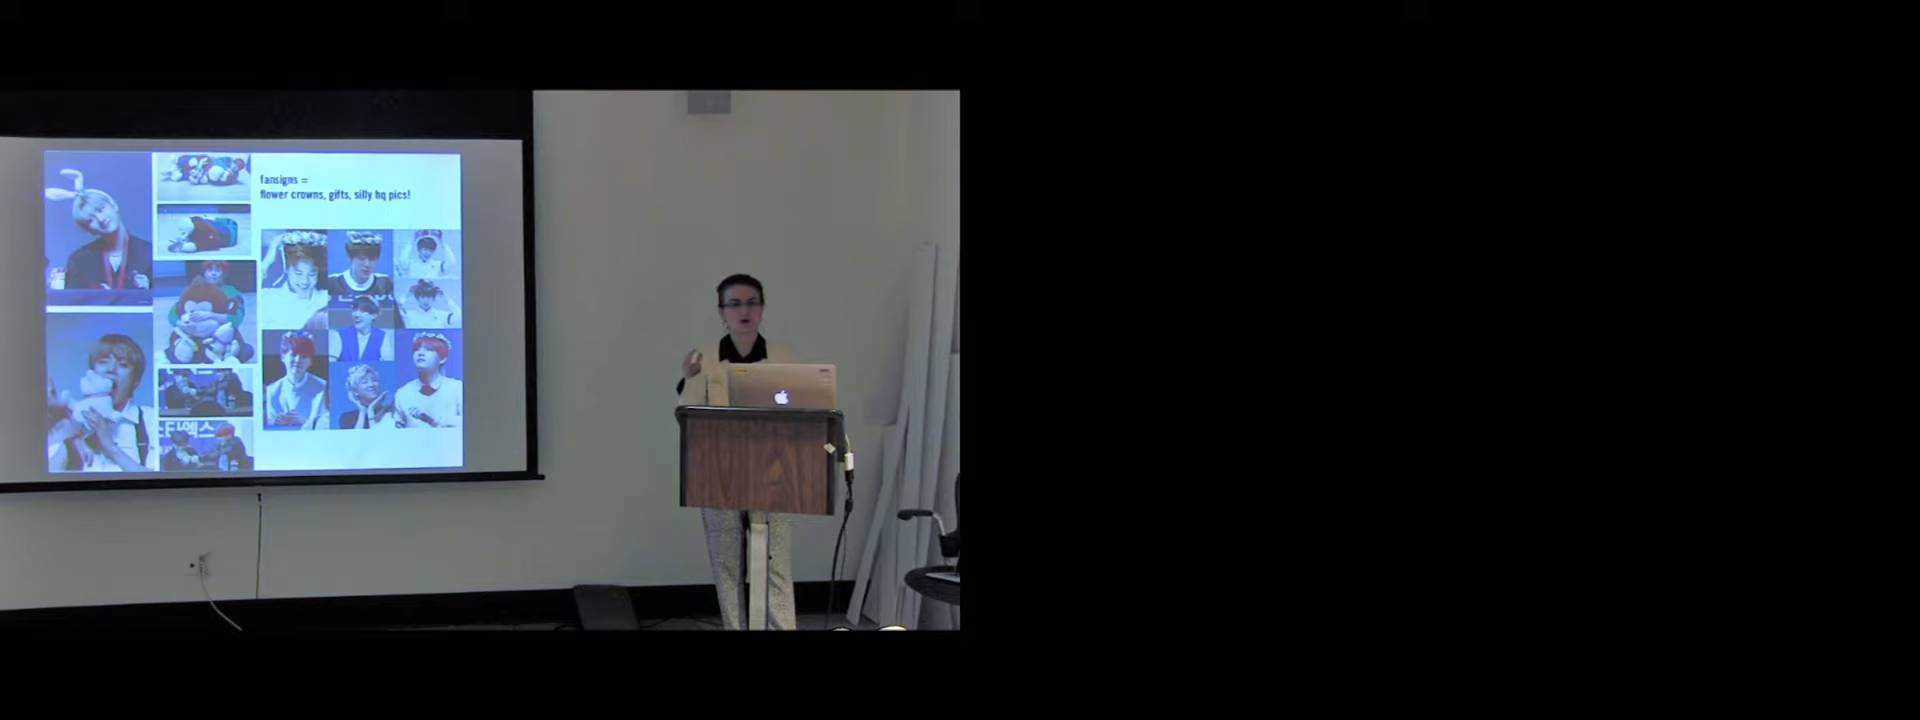 fansigns =
flower crowns, gifts, silly hq pics!